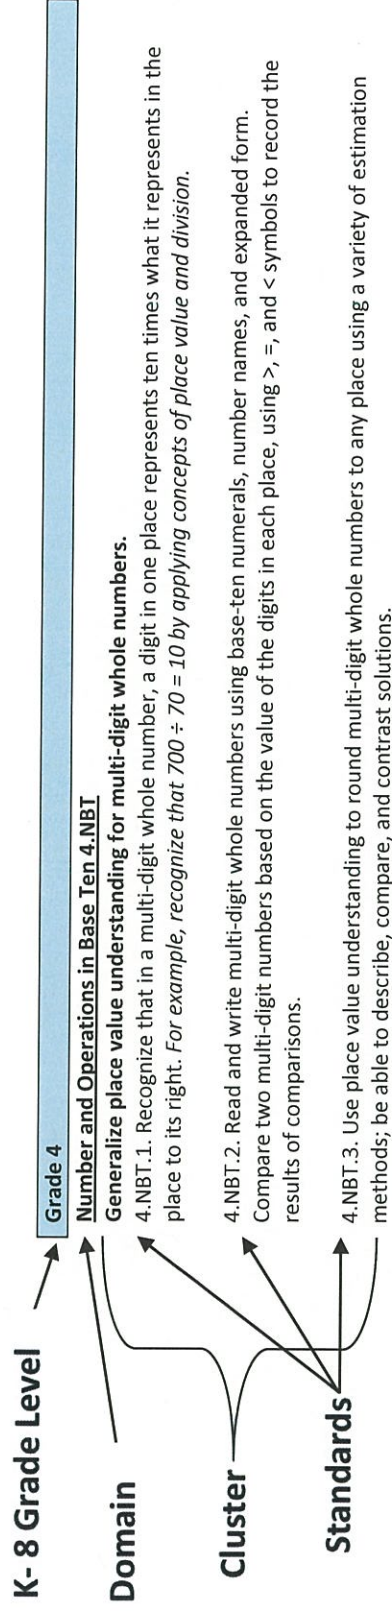 K- 8 Grade Level
Grade 4
Domain
Number and Operations in Base Ten 4.NBT
Generalize place value understanding for multi-digit whole numbers.
4.NBT.1. Recognize that in a multi-digit whole number, a digit in one place represents ten times what it represents in the
place to its right. For example, recognize that 700 ÷ 70 = 10 by applying concepts of place value and division.
Cluster
4.NBT.2. Read and write multi-digit whole numbers using base-ten numerals, number names, and expanded form.
Compare two multi-digit numbers based on the value of the digits in each place, using >, =, and < symbols to record the
results of comparisons.
Standards
4.NBT.3. Use place value understanding to round multi-digit whole numbers to any place using a variety of estimation
methods; be able to describe, compare, and contrast solutions.